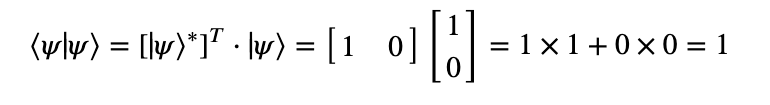 ⟨ψ|ψ⟩ = [|ψ⟩*]ᵀ · |ψ⟩ = [1 0] [1 0] = 1 × 1 + 0 × 0 = 1